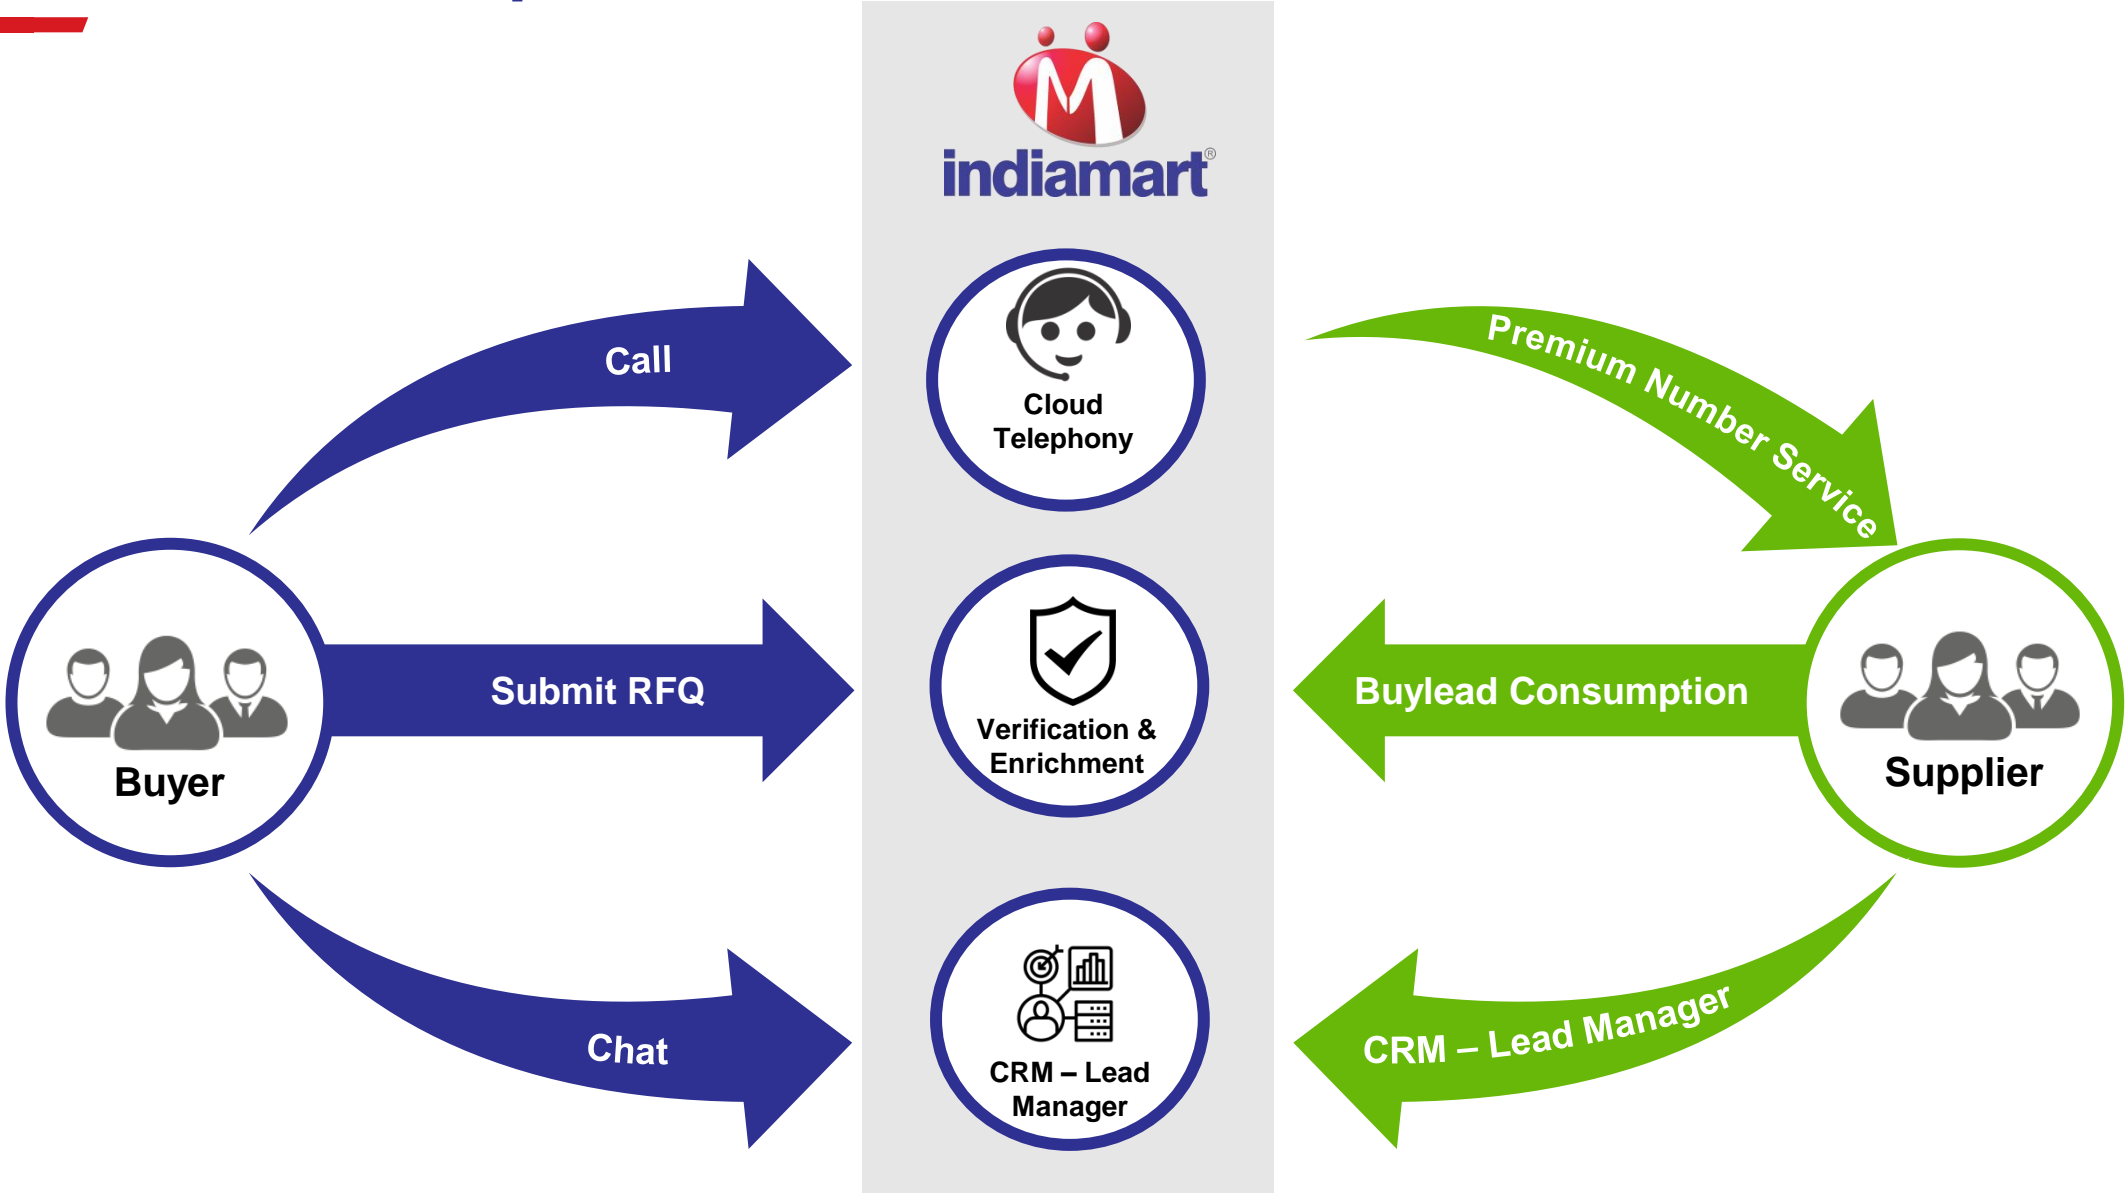 indiamart®
Call
Cloud
Telephony
Premium Number Service
Buyer
Submit RFQ
Verification &
Enrichment
Buylead Consumption
Supplier
Chat
CRM – Lead
Manager
CRM – Lead Manager